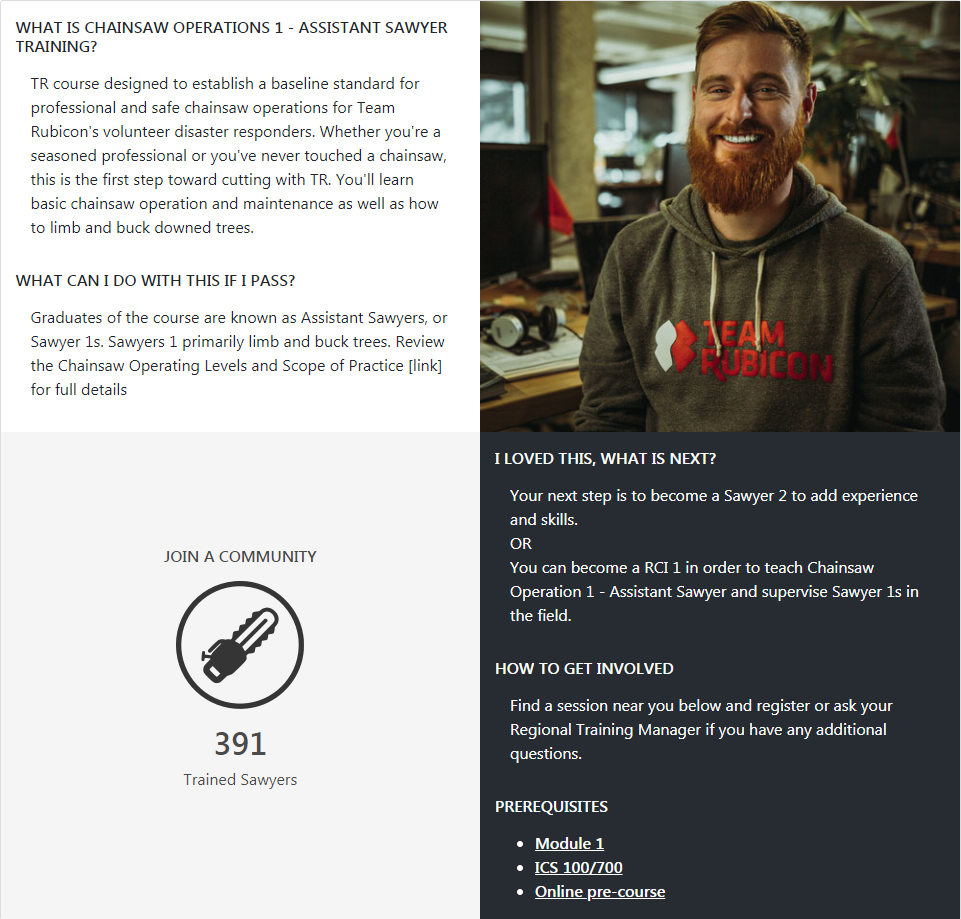 WHAT IS CHAINSAW OPERATIONS 1 - ASSISTANT SAWYER
TRAINING?
TR course designed to establish a baseline standard for
professional and safe chainsaw operations for Team
Rubicon's volunteer disaster responders. Whether you're a
seasoned professional or you've never touched a chainsaw,
this is the first step toward cutting with TR. You'll learn
basic chainsaw operation and maintenance as well as how
to limb and buck downed trees.
WHAT CAN I DO WITH THIS IF I PASS?
Graduates of the course are known as Assistant Sawyers, or
Sawyer 1s. Sawyers 1 primarily limb and buck trees. Review
the Chainsaw Operating Levels and Scope of Practice [link]
for full details
TEAM
RUBICON
JOIN A COMMUNITY
391
Trained Sawyers
I LOVED THIS, WHAT IS NEXT?
Your next step is to become a Sawyer 2 to add experience
and skills.
OR
You can become a RCI 1 in order to teach Chainsaw
Operation 1 - Assistant Sawyer and supervise Sawyer 1s in
the field.
HOW TO GET INVOLVED
Find a session near you below and register or ask your
Regional Training Manager if you have any additional
questions.
PREREQUISITES
• Module 1
• ICS 100/700
• Online pre-course